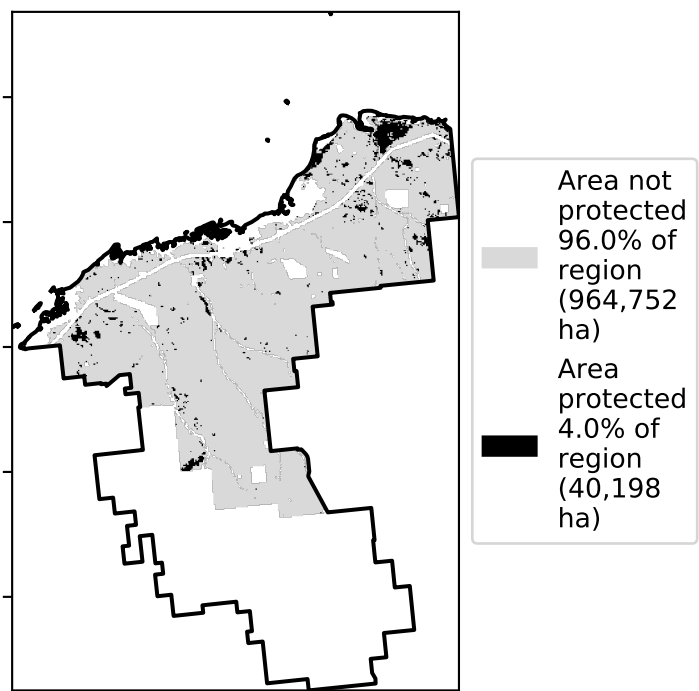 Area not
protected
96.0% of
region
(964,752
ha)
Area
protected
4.0% of
region
(40,198
ha)